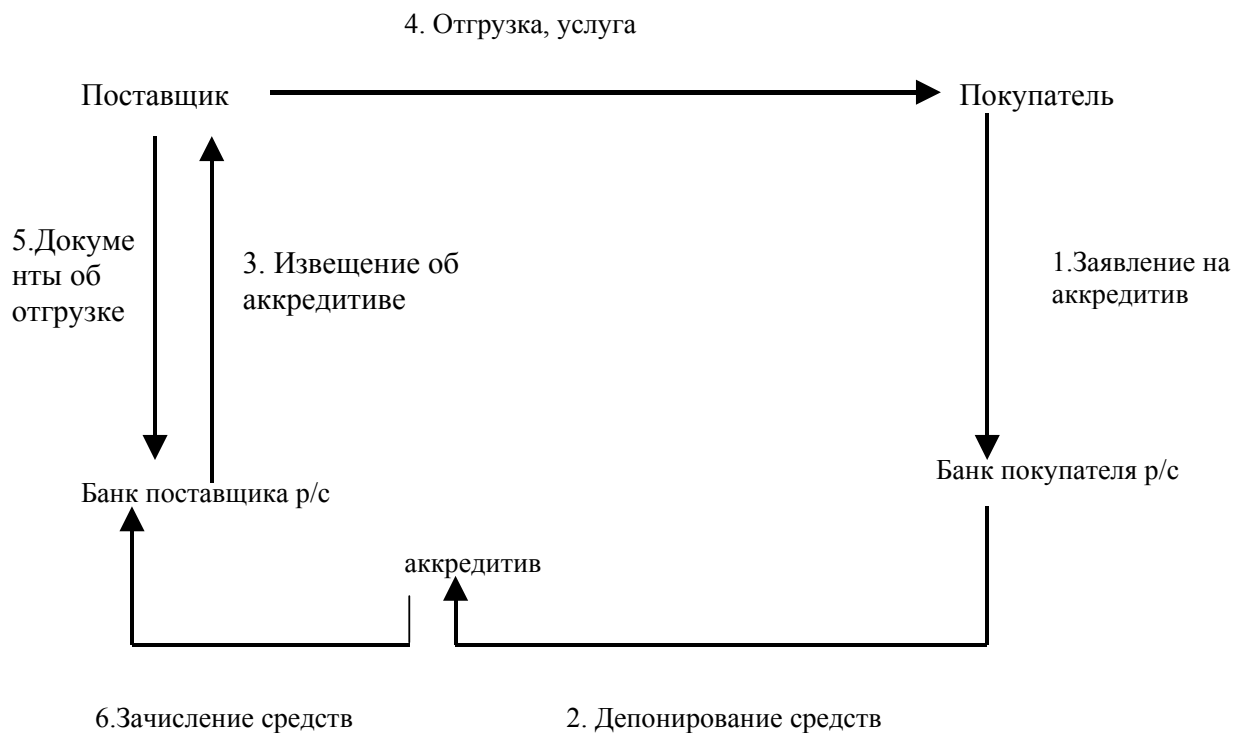 4. Отгрузка, услуга
Поставщик
Покупатель
5.Докуме
нты об
отгрузке
3. Извещение об
аккредитиве
1.Заявление на
аккредитив
Банк поставщика р/с
Банк покупателя р/с
аккредитив
6.Зачисление средств
2. Депонирование средств